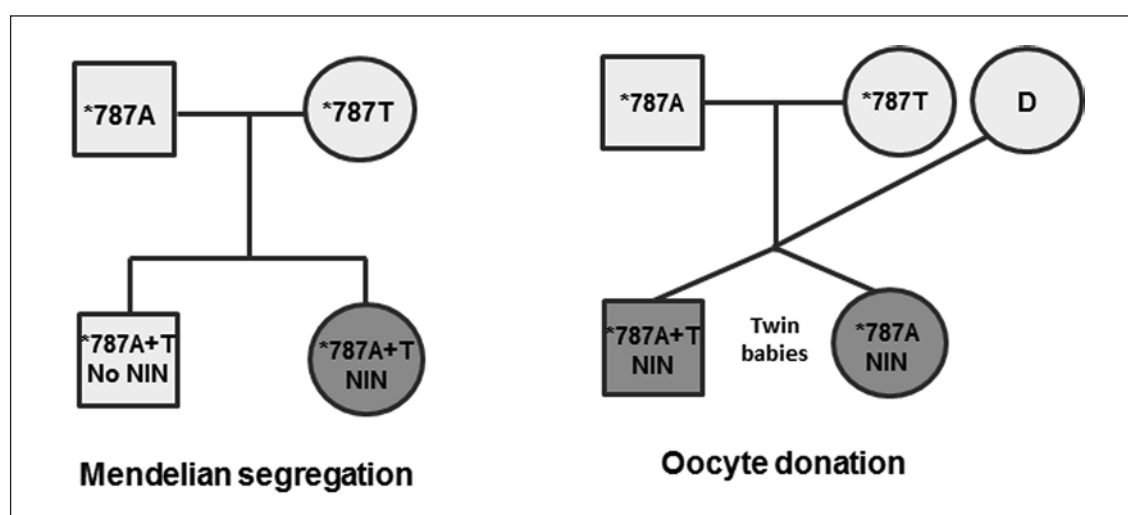 *787A
*787T
*787A+T
No NIN
*787A+T
NIN
Mendelian segregation
*787A
*787T
D
*787A+T
NIN
Twin
babies
*787A
NIN
Oocyte donation